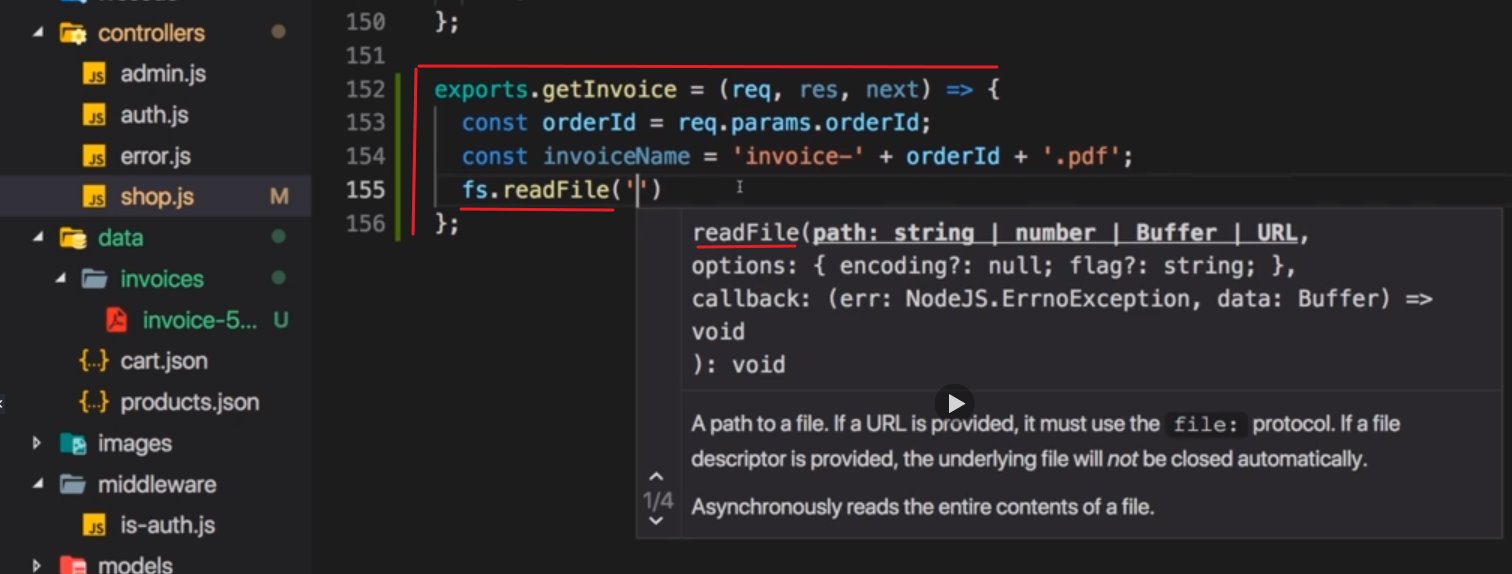 controllers
admin.js
auth.js
error.js
shop.js M
data
invoices
invoice-5... U
{..} cart.json
{..} products.json
images
middleware
is-auth.js
models
150 };
151
152 exports.getInvoice = (req, res, next) => {
153 const orderId = req.params.orderId;
154 const invoiceName = 'invoice-' + orderId + '.pdf';
155 fs.readFile('')
156 };
readFile(path: string | number | Buffer | URL,
options: { encoding?: null; flag?: string; },
callback: (err: NodeJS.ErrnoException, data: Buffer) =>
void
): void
A path to a file. If a URL is provided, it must use the file: protocol. If a file
descriptor is provided, the underlying file will not be closed automatically.
1/4
Asynchronously reads the entire contents of a file.